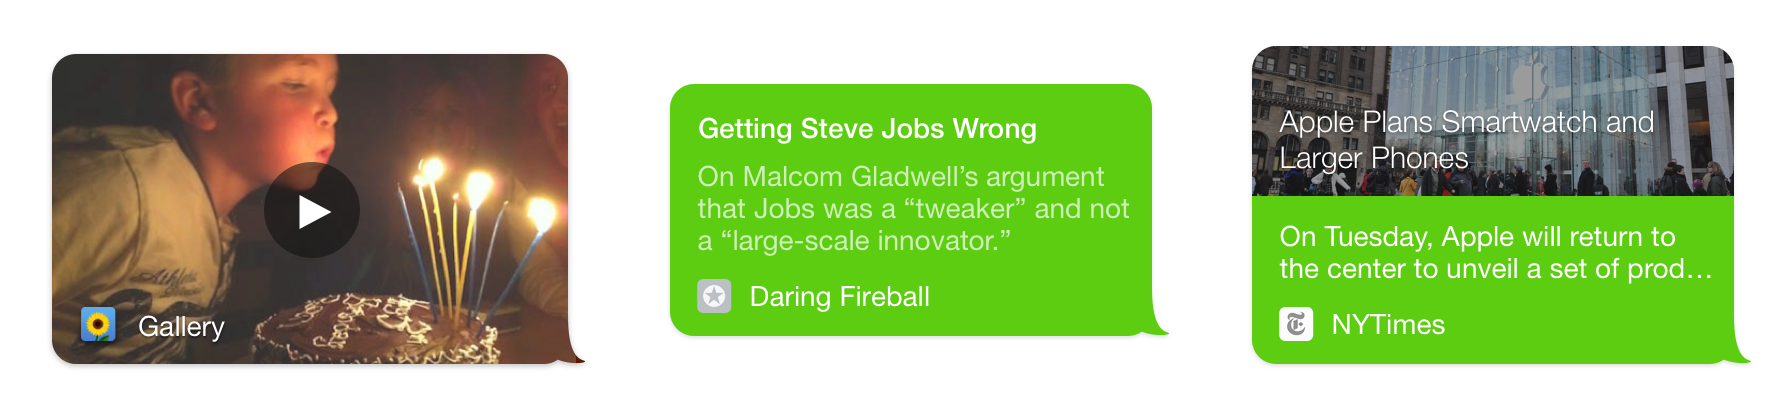 Gallery
Getting Steve Jobs Wrong
On Malcom Gladwell’s argument
that Jobs was a “tweaker” and not
a “large-scale innovator.”
Daring Fireball
Apple Plans Smartwatch and
Larger Phones
On Tuesday, Apple will return to
the center to unveil a set of prod…
NYTimes